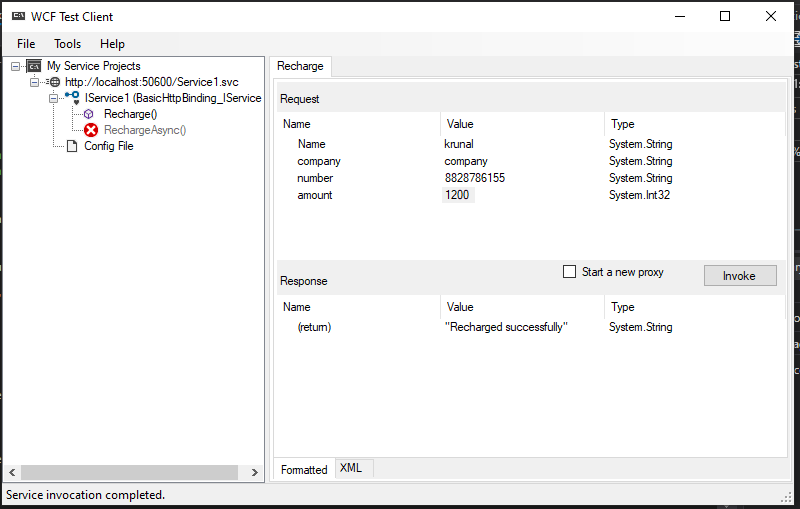 WCF Test Client
File Tools Help
My Service Projects
http://localhost:50600/Service1.svc
IService1 (BasicHttpBinding_IService
Recharge()
RechargeAsync()
Config File
Recharge
Request
Name Value Type
Name krunal System.String
company company System.String
number 8828786155 System.String
amount 1200 System.Int32
Response Start a new proxy Invoke
Name Value Type
(return) "Recharged successfully" System.String
Formatted XML
Service invocation completed.